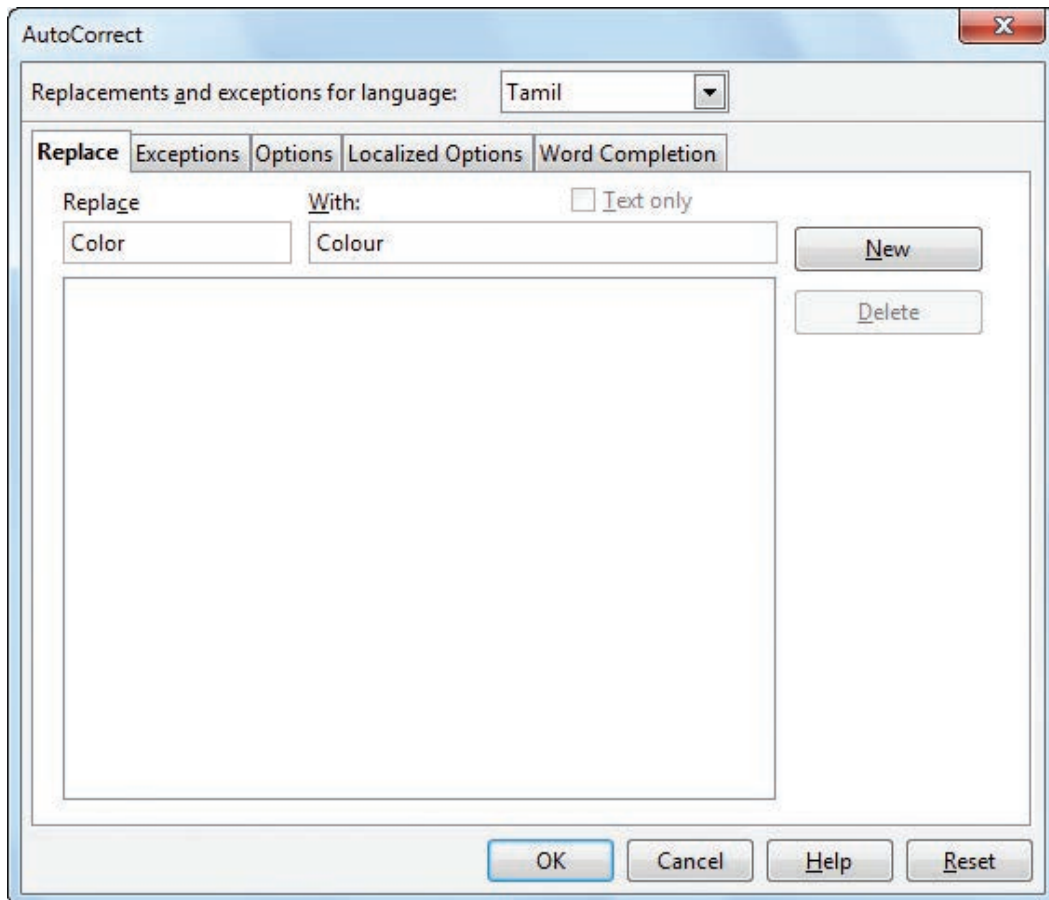 AutoCorrect
Replacements and exceptions for language: Tamil
Replace Exceptions Options Localized Options Word Completion
Replace With: Text only
Color Colour New
Delete
OK Cancel Help Reset